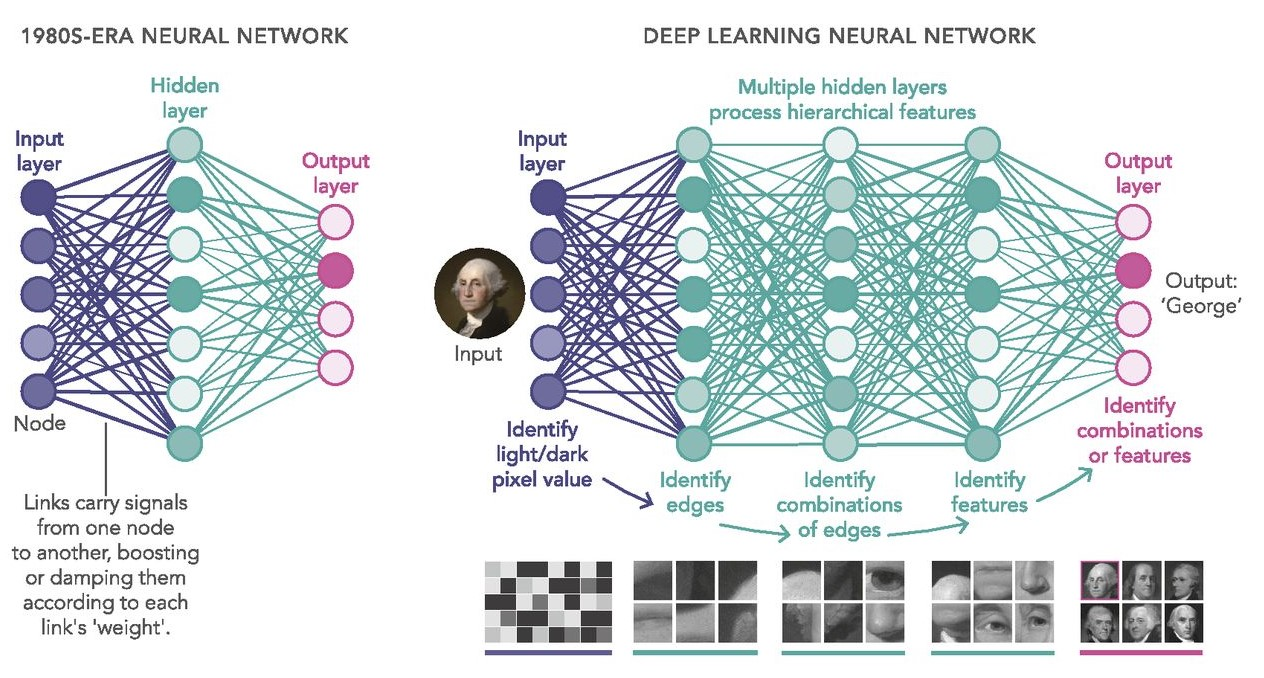 1980S-ERA NEURAL NETWORK
Hidden
layer
Input
layer
Output
layer
Node
Links carry signals
from one node
to another, boosting
or damping them
according to each
link's 'weight'.
DEEP LEARNING NEURAL NETWORK
Multiple hidden layers
process hierarchical features
Input
layer
Output
layer
Input
Output:
‘George’
Identify
light/dark
pixel value
Identify
edges
Identify
combinations
of edges
Identify
features
Identify
combinations
or features